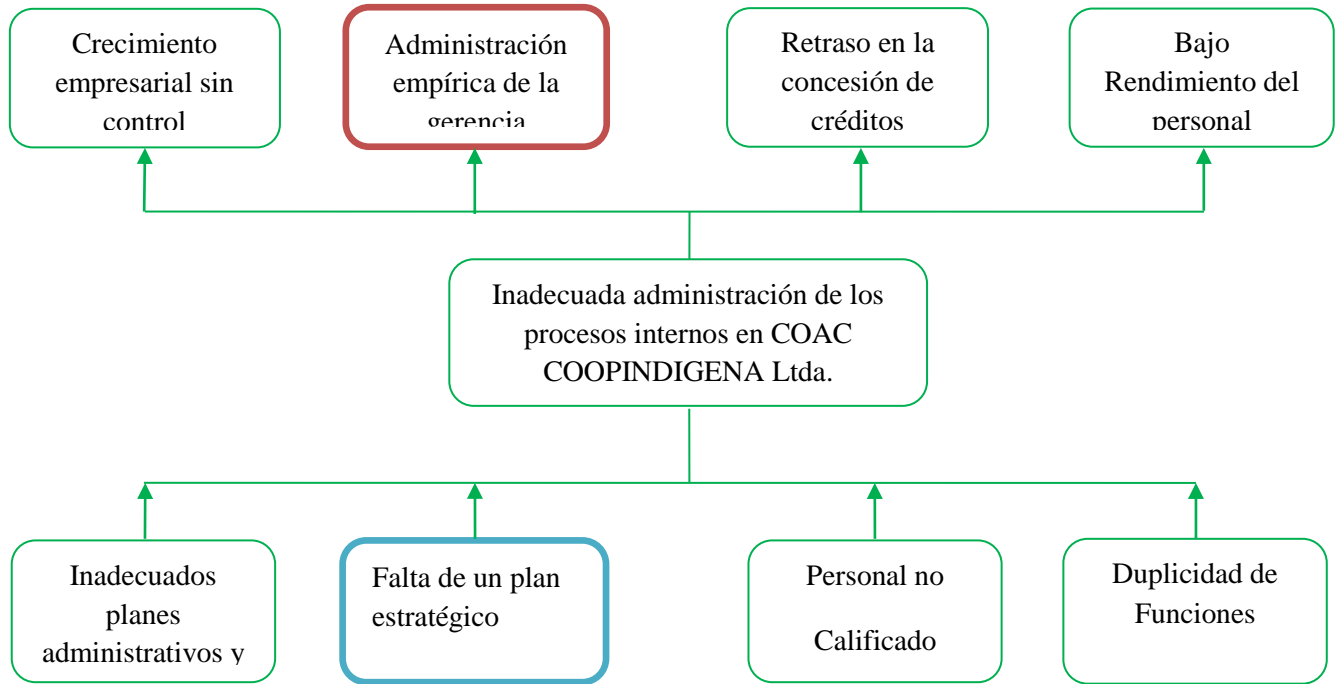 Crecimiento
empresarial sin
control
Administración
empírica de la
gerencia
Retraso en la
concesión de
créditos
Bajo
Rendimiento del
personal
Inadecuada administración de los
procesos internos en COAC
COOPINDIGENA Ltda.
Inadecuados
planes
administrativos y
Falta de un plan
estratégico
Personal no
Calificado
Duplicidad de
Funciones